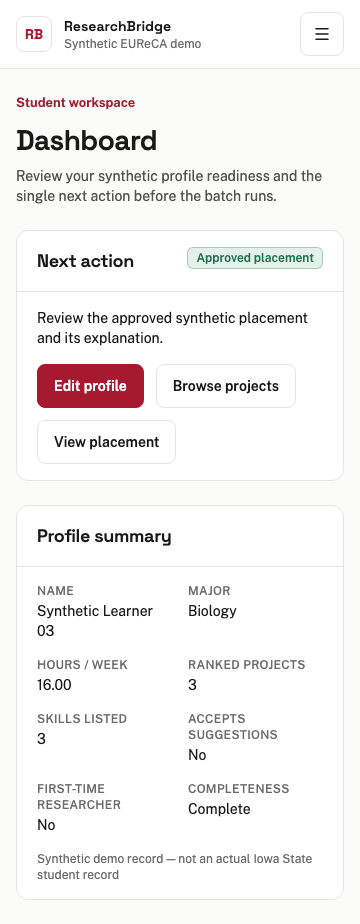 RB
ResearchBridge
Synthetic EUReCA demo
Student workspace
Dashboard
Review your synthetic profile readiness and the
single next action before the batch runs.
Next action
Approved placement
Review the approved synthetic placement
and its explanation.
Edit profile
Browse projects
View placement
Profile summary
NAME
Synthetic Learner
03
MAJOR
Biology
HOURS / WEEK
16.00
RANKED PROJECTS
3
SKILLS LISTED
3
ACCEPTS
SUGGESTIONS
No
FIRST-TIME
RESEARCHER
No
COMPLETENESS
Complete
Synthetic demo record — not an actual Iowa State
student record